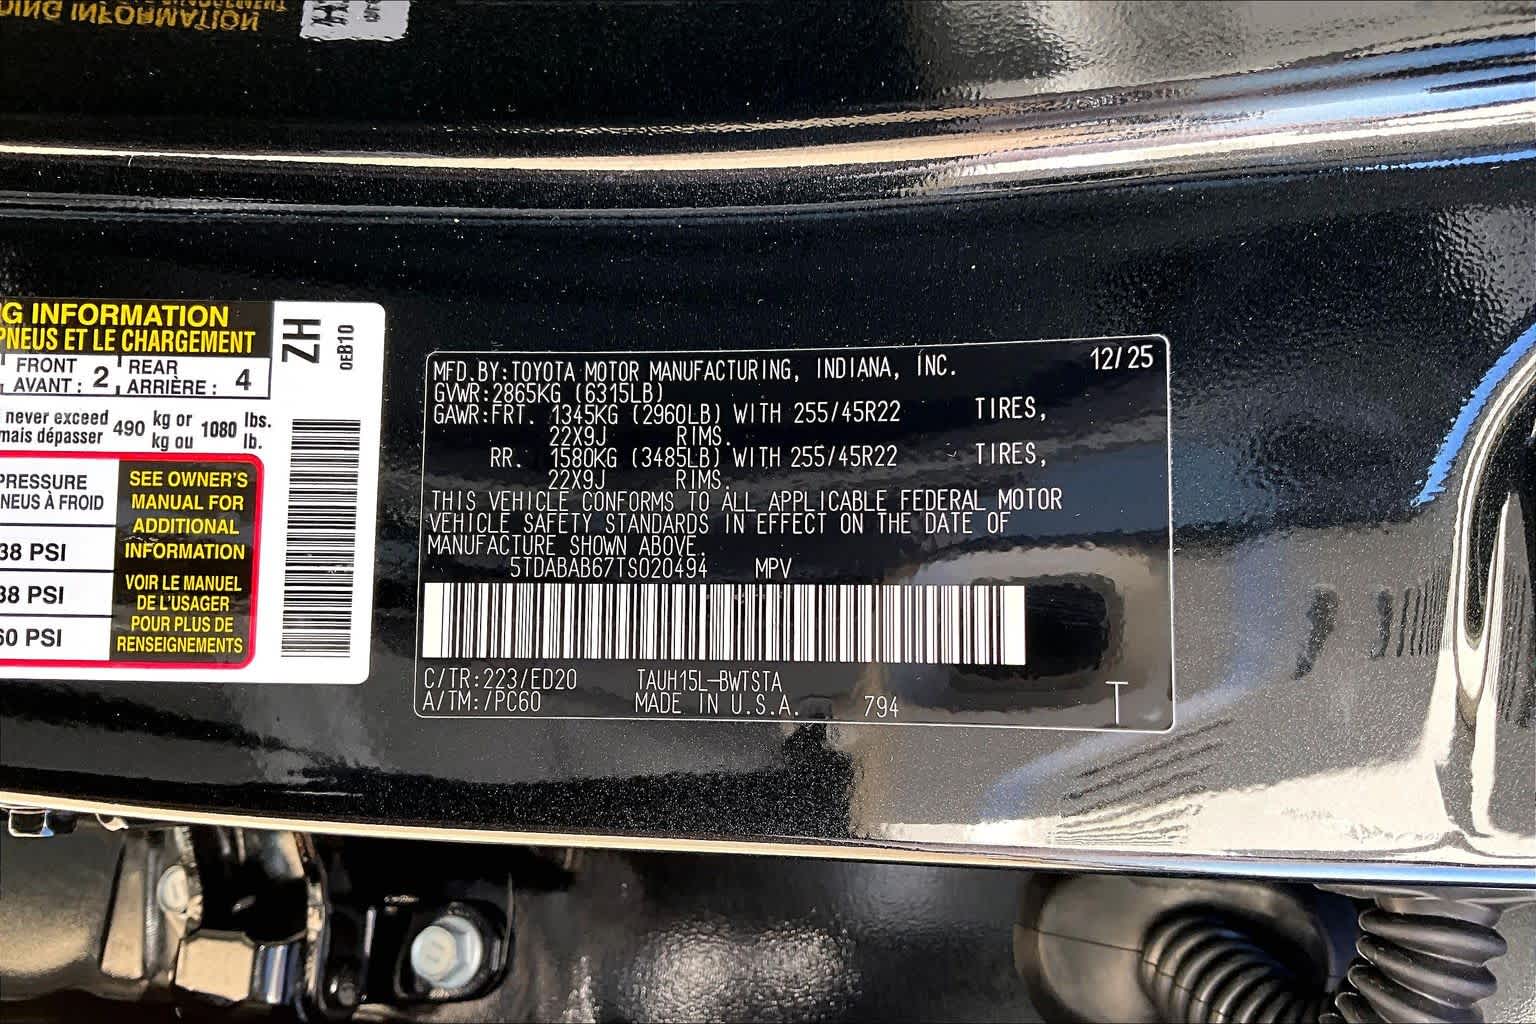 NG INFORMATION
G INFORMATION
PNEUS ET LE CHARGEMENT
FRONT
AVANT : 2
REAR
ARRIÈRE : 4
never exceed 490 kg or 1080 lbs.
mais dépasser kg ou lb.
PRESSURE
NEUS À FROID
38 PSI
38 PSI
60 PSI
SEE OWNER'S
MANUAL FOR
ADDITIONAL
INFORMATION
VOIR LE MANUEL
DE L'USAGER
POUR PLUS DE
RENSEIGNEMENTS
ZH
0EB10
MFD. BY: TOYOTA MOTOR MANUFACTURING, INDIANA, INC. 12/25
GVWR: 2865KG (6315LB)
GAWR: FRT. 1345KG (2960LB) WITH 255/45R22 TIRES,
22X9J RIMS.
RR. 1580KG (3485LB) WITH 255/45R22 TIRES,
22X9J RIMS.
THIS VEHICLE CONFORMS TO ALL APPLICABLE FEDERAL MOTOR
VEHICLE SAFETY STANDARDS IN EFFECT ON THE DATE OF
MANUFACTURE SHOWN ABOVE.
5TDABAB67TS020494 MPV
C/TR: 223/ED20 TAUH15L-BWTSTA
A/TM: /PC60 MADE IN U.S.A. 794 T